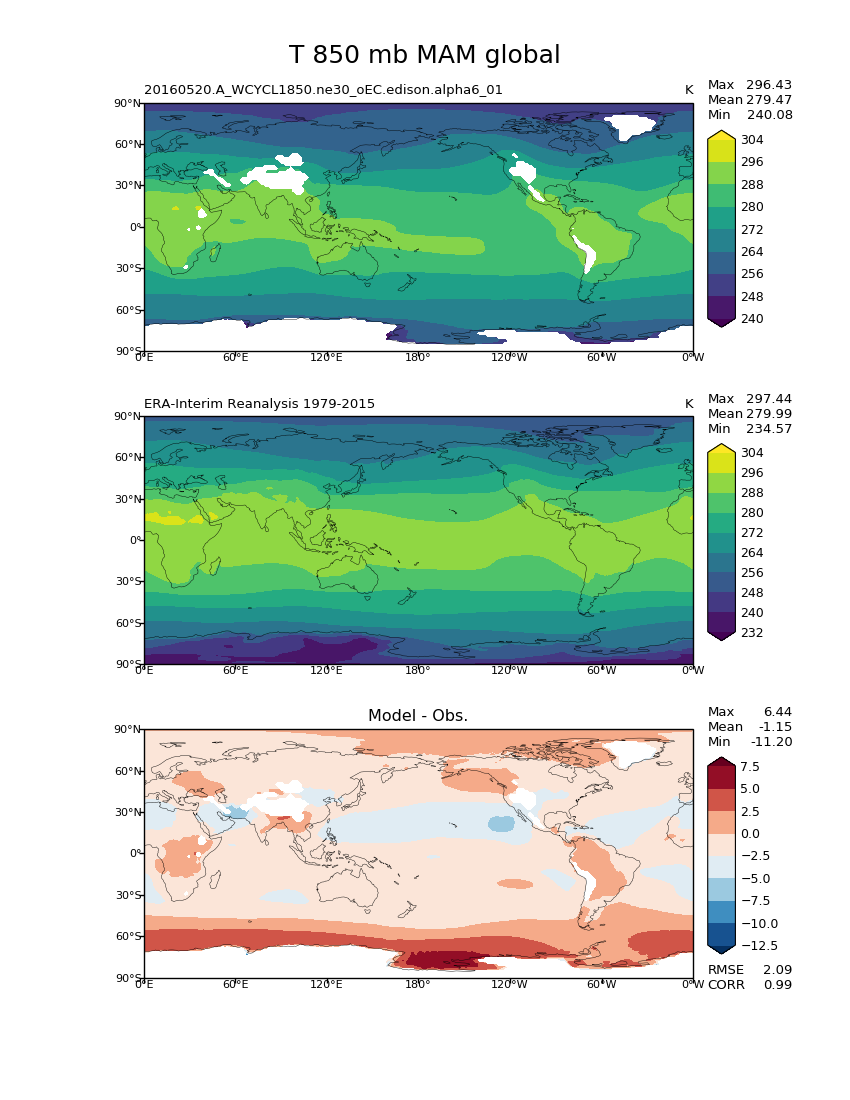 T 850 mb MAM global
20160520.A_WCYCL1850.ne30_oEC.edison.alpha6_01 K
Max 296.43
Mean 279.47
Min 240.08
90°N
60°N
30°N
0°
30°S
60°S
90°S
0°E 60°E 120°E 180° 120°W 60°W 0°W
304
296
288
280
272
264
256
248
240
ERA-Interim Reanalysis 1979-2015 K
Max 297.44
Mean 279.99
Min 234.57
90°N
60°N
30°N
0°
30°S
60°S
90°S
0°E 60°E 120°E 180° 120°W 60°W 0°W
304
296
288
280
272
264
256
248
240
232
Model - Obs.
Max 6.44
Mean -1.15
Min -11.20
90°N
60°N
30°N
0°
30°S
60°S
90°S
0°E 60°E 120°E 180° 120°W 60°W 0°W
7.5
5.0
2.5
0.0
−2.5
−5.0
−7.5
−10.0
−12.5
RMSE 2.09
CORR 0.99